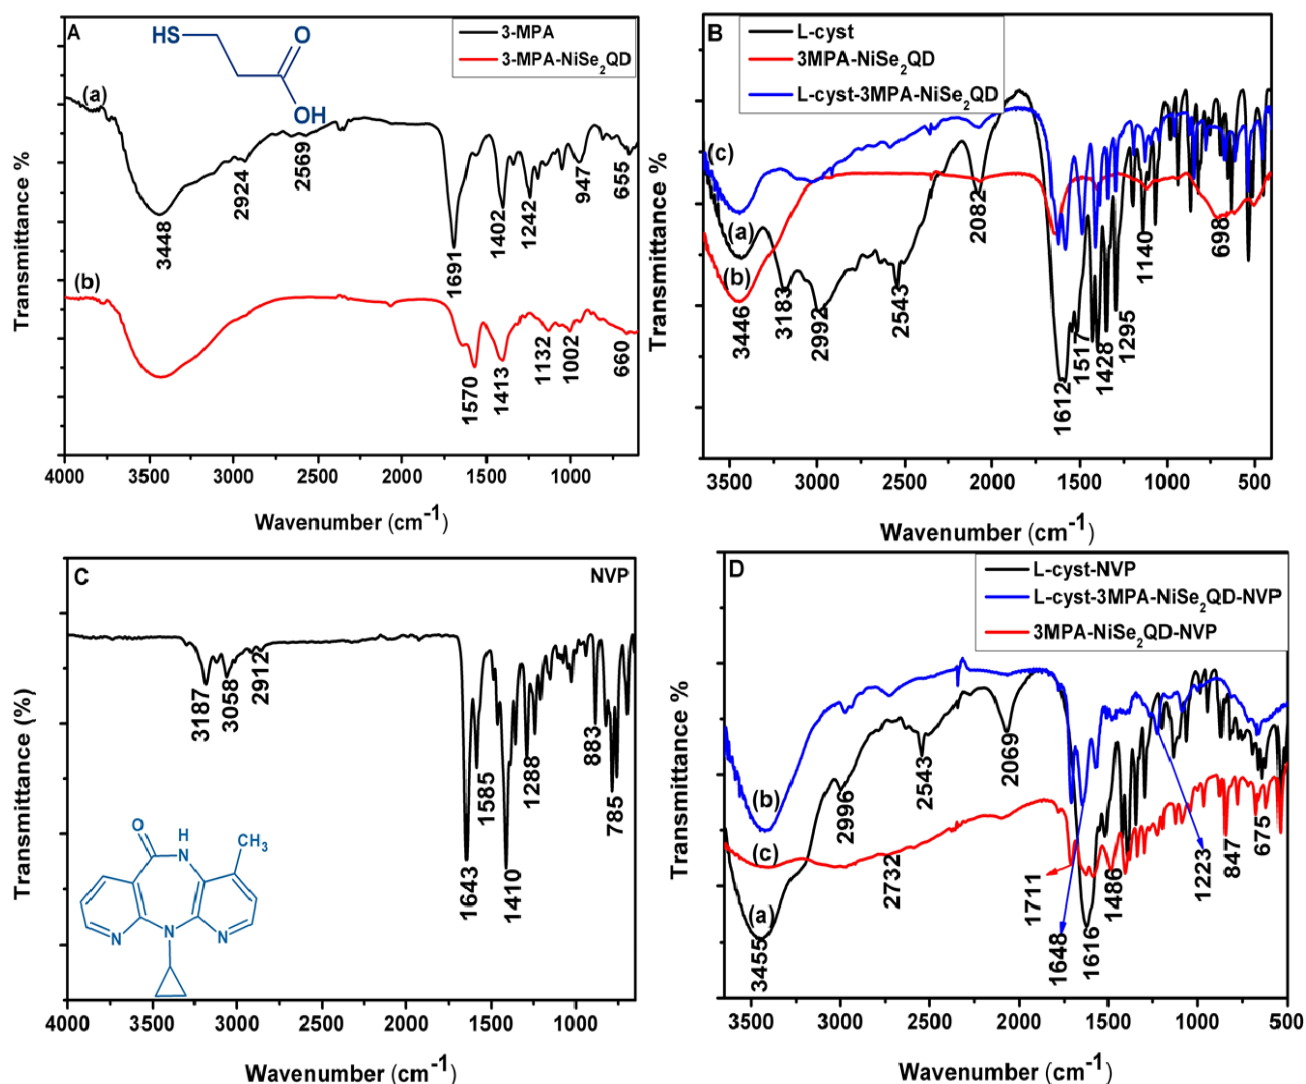 A
HS
O
OH
3-MPA
3-MPA-NiSe₂QD
(a)
3448
2924
2569
1691
1402
1242
947
655
(b)
1570
1413
1132
1002
660
Transmittance %
4000 3500 3000 2500 2000 1500 1000
Wavenumber (cm⁻¹)
B
L-cyst
3MPA-NiSe₂QD
L-cyst-3MPA-NiSe₂QD
(c)
(a)
(b)
3446
3183
2992
2543
2082
1612
1517
1428
1295
1140
698
Transmittance %
3500 3000 2500 2000 1500 1000 500
Wavenumber (cm⁻¹)
C
NVP
3187
3058
2912
1643
1585
1410
1288
883
785
O
H
N
CH₃
N
N
N
Transmittance (%)
4000 3500 3000 2500 2000 1500 1000
Wavenumber (cm⁻¹)
D
L-cyst-NVP
L-cyst-3MPA-NiSe₂QD-NVP
3MPA-NiSe₂QD-NVP
(b)
(c)
(a)
3455
2996
2732
2543
2069
1711
1648
1616
1486
1223
847
675
Transmittance %
3500 3000 2500 2000 1500 1000 500
Wavenumber (cm⁻¹)